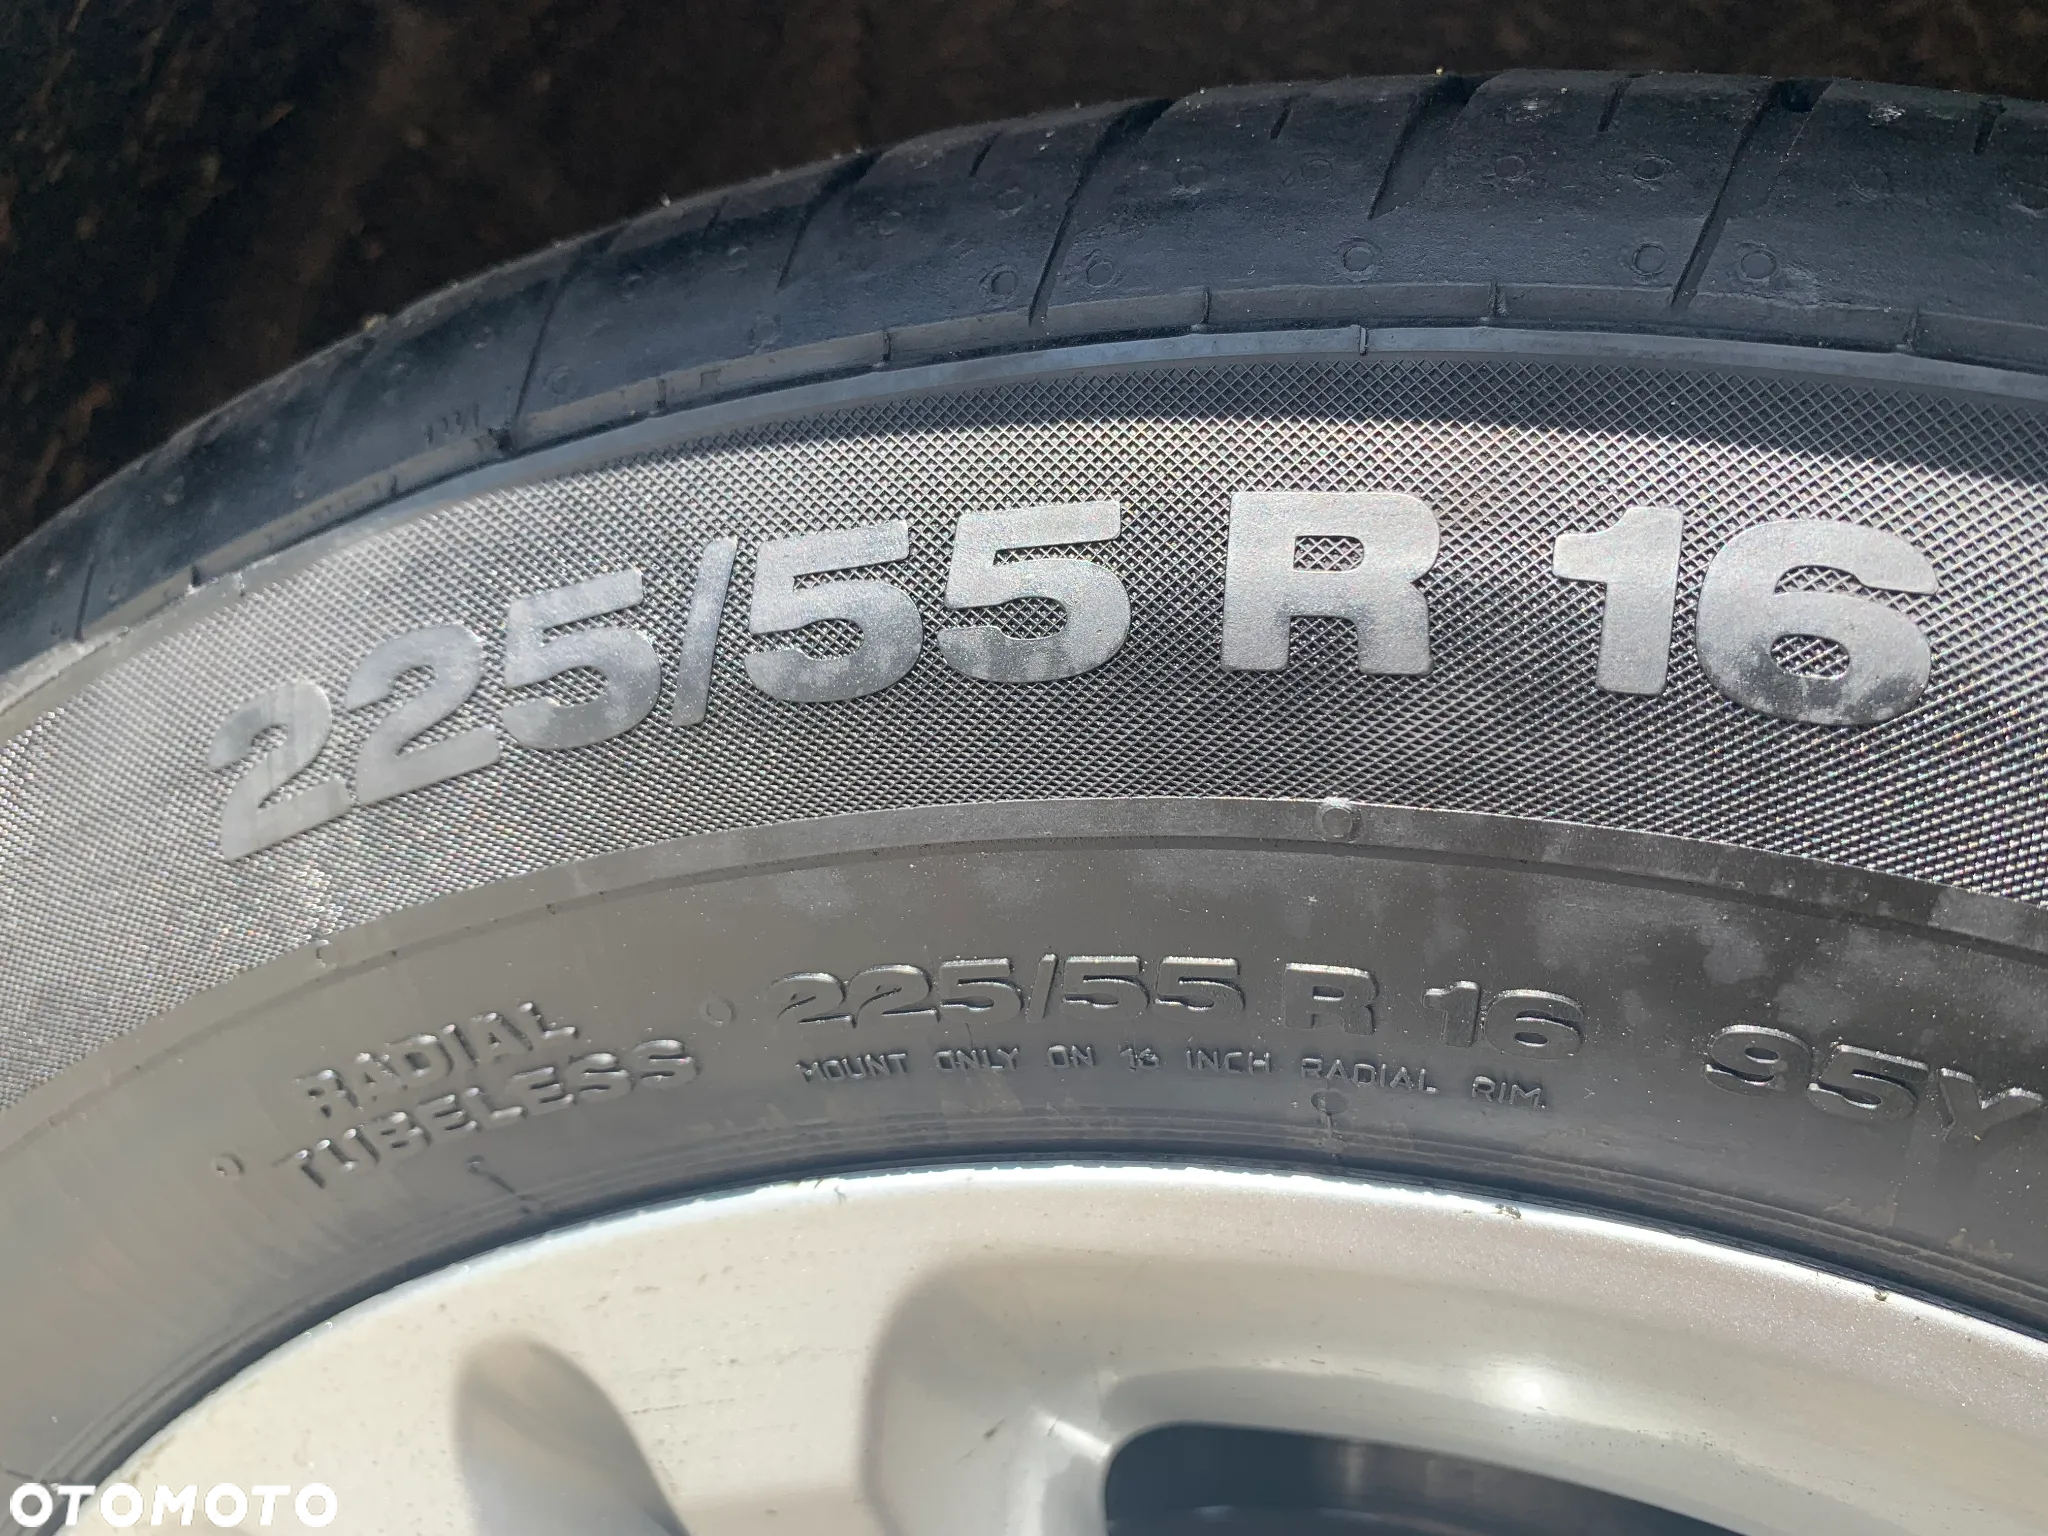 225/55 R 16
RADIAL
TUBELESS
225/55 R 16 95Y
MOUNT ONLY ON 16 INCH RADIAL RIM.
OTOMOTO